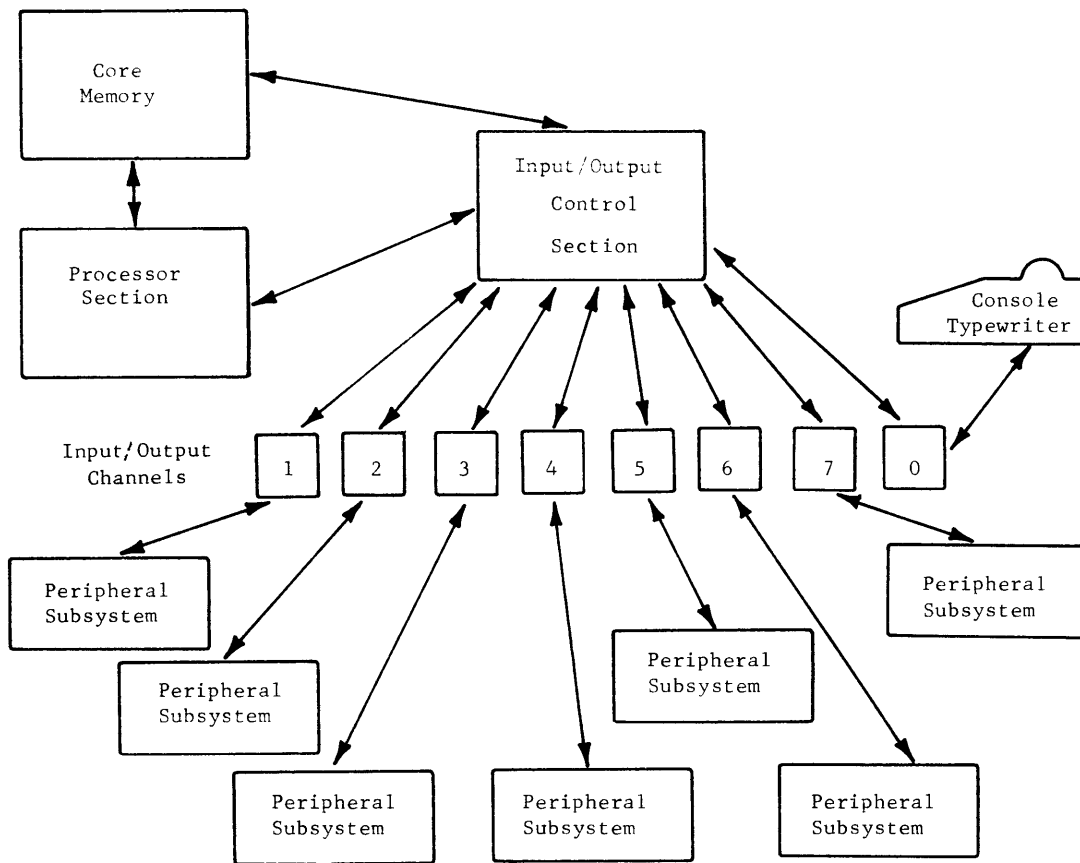 Core
Memory
Input/Output
Control
Section
Processor
Section
Console
Typewriter
Input/Output
Channels
1
2
3
4
5
6
7
0
Peripheral
Subsystem
Peripheral
Subsystem
Peripheral
Subsystem
Peripheral
Subsystem
Peripheral
Subsystem
Peripheral
Subsystem
Peripheral
Subsystem